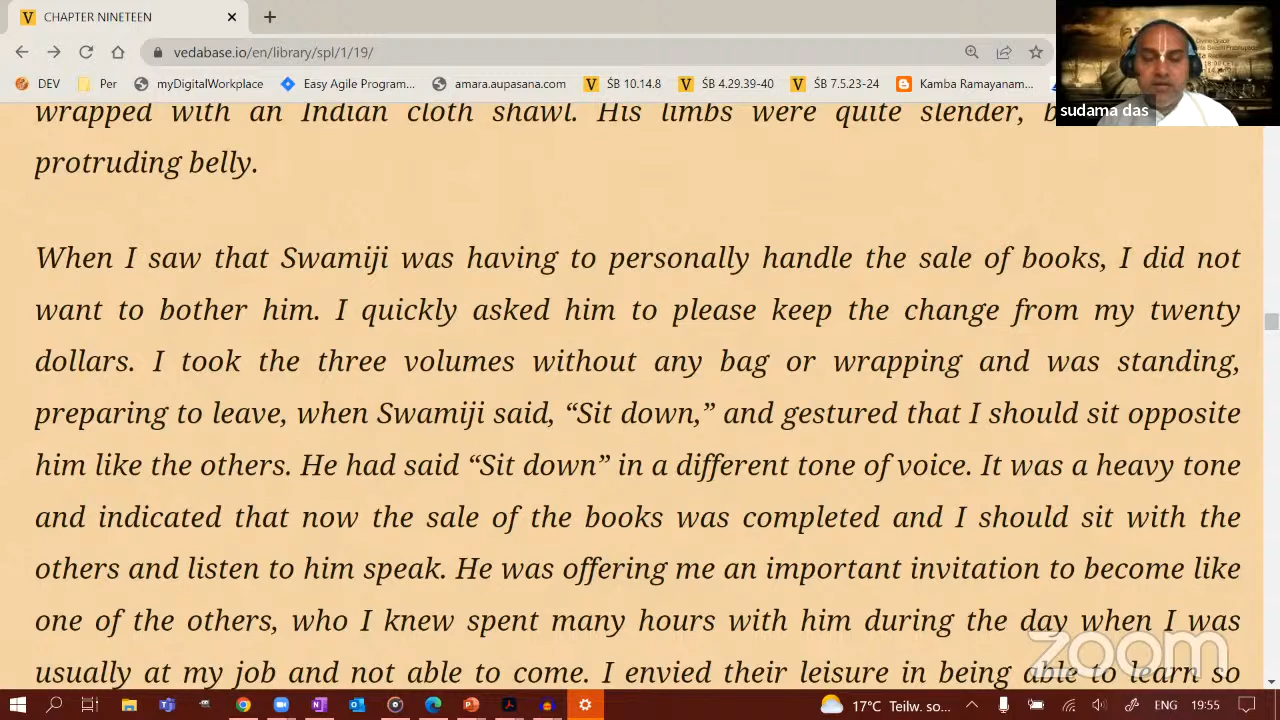 CHAPTER NINETEEN
vedabase.io/en/library/spl/1/19/
DEV
Per
myDigitalWorkplace
Easy Agile Program...
amara.aupasana.com
ŚB 10.14.8
ŚB 4.29.39-40
ŚB 7.5.23-24
Kamba Ramayanam...
sudama das
wrapped with an Indian cloth shawl. His limbs were quite slender,
protruding belly.
When I saw that Swamiji was having to personally handle the sale of books, I did not
want to bother him. I quickly asked him to please keep the change from my twenty
dollars. I took the three volumes without any bag or wrapping and was standing,
preparing to leave, when Swamiji said, “Sit down,” and gestured that I should sit opposite
him like the others. He had said “Sit down” in a different tone of voice. It was a heavy tone
and indicated that now the sale of the books was completed and I should sit with the
others and listen to him speak. He was offering me an important invitation to become like
one of the others, who I knew spent many hours with him during the day when I was
usually at my job and not able to come. I envied their leisure in being able to learn so
zoom
17°C Teilw. so...
ENG
19:55